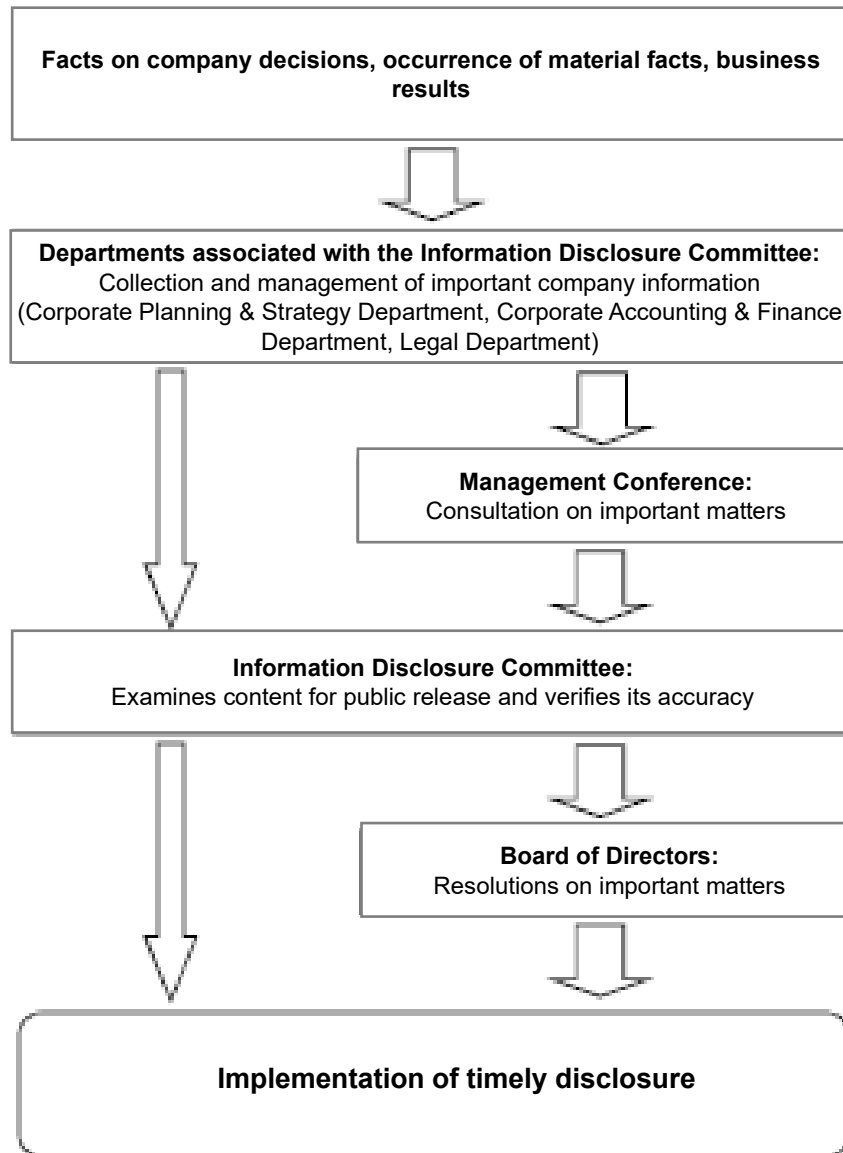 Facts on company decisions, occurrence of material facts, business
results
Departments associated with the Information Disclosure Committee:
Collection and management of important company information
(Corporate Planning & Strategy Department, Corporate Accounting & Finance
Department, Legal Department)
Management Conference:
Consultation on important matters
Information Disclosure Committee:
Examines content for public release and verifies its accuracy
Board of Directors:
Resolutions on important matters
Implementation of timely disclosure